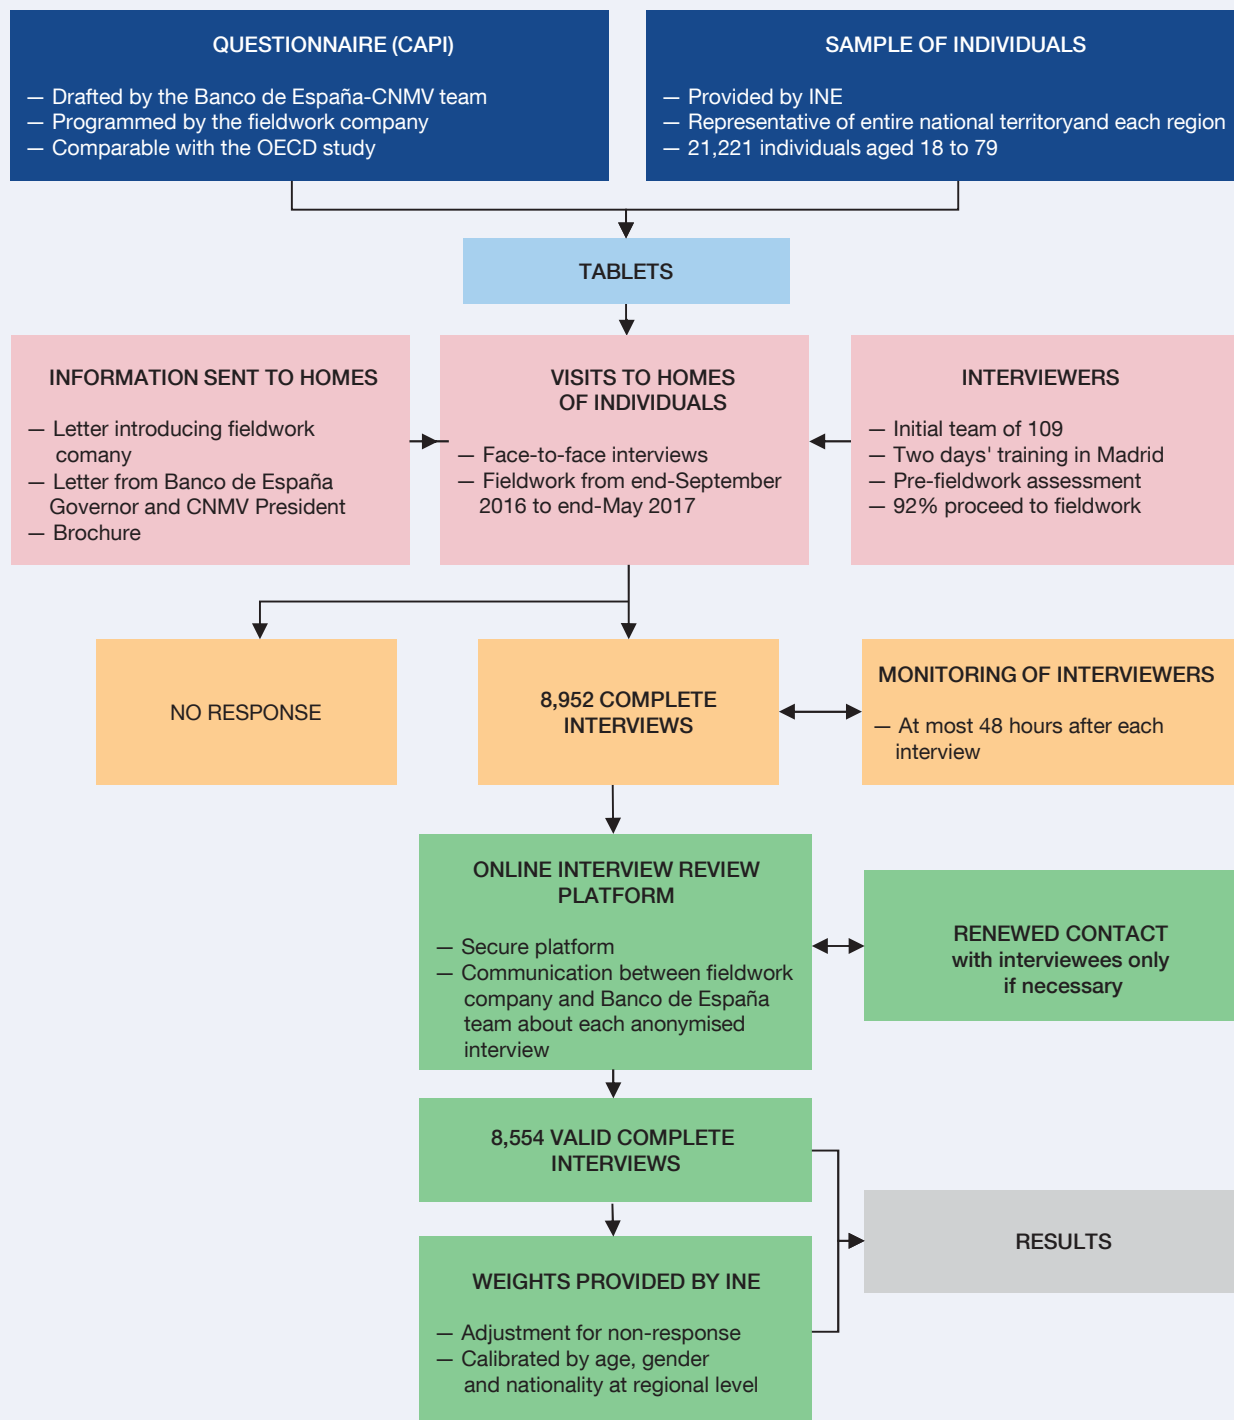 QUESTIONNAIRE (CAPI)
— Drafted by the Banco de España-CNMV team
— Programmed by the fieldwork company
— Comparable with the OECD study
SAMPLE OF INDIVIDUALS
— Provided by INE
— Representative of entire national territoryand each region
— 21,221 individuals aged 18 to 79
TABLETS
INFORMATION SENT TO HOMES
— Letter introducing fieldwork
comany
— Letter from Banco de España
Governor and CNMV President
— Brochure
VISITS TO HOMES
OF INDIVIDUALS
— Face-to-face interviews
— Fieldwork from end-September
2016 to end-May 2017
INTERVIEWERS
— Initial team of 109
— Two days' training in Madrid
— Pre-fieldwork assessment
— 92% proceed to fieldwork
NO RESPONSE
8,952 COMPLETE
INTERVIEWS
MONITORING OF INTERVIEWERS
— At most 48 hours after each
interview
ONLINE INTERVIEW REVIEW
PLATFORM
— Secure platform
— Communication between fieldwork
company and Banco de España
team about each anonymised
interview
RENEWED CONTACT
with interviewees only
if necessary
8,554 VALID COMPLETE
INTERVIEWS
RESULTS
WEIGHTS PROVIDED BY INE
— Adjustment for non-response
— Calibrated by age, gender
and nationality at regional level